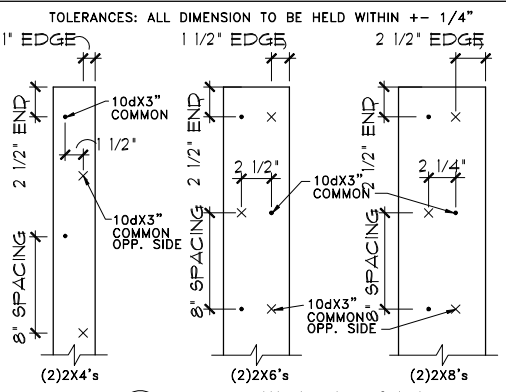 TOLERANCES: ALL DIMENSION TO BE HELD WITHIN +- 1/4"
1" EDGE
1 1/2" EDGE
2 1/2" EDGE
2 1/2" END
10dX3"
COMMON
1 1/2"
10dX3"
COMMON
OPP. SIDE
8" SPACING
(2)2X4's
2 1/2" END
2 1/2"
10dX3"
COMMON
8" SPACING
10dX3"
COMMON
OPP. SIDE
(2)2X6's
2 1/2" END
2 1/4"
8" SPACING
(2)2X8's